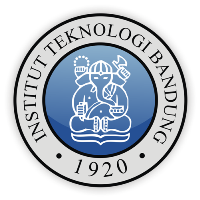 INSTITUT TEKNOLOGI BANDUNG
• 1920 •